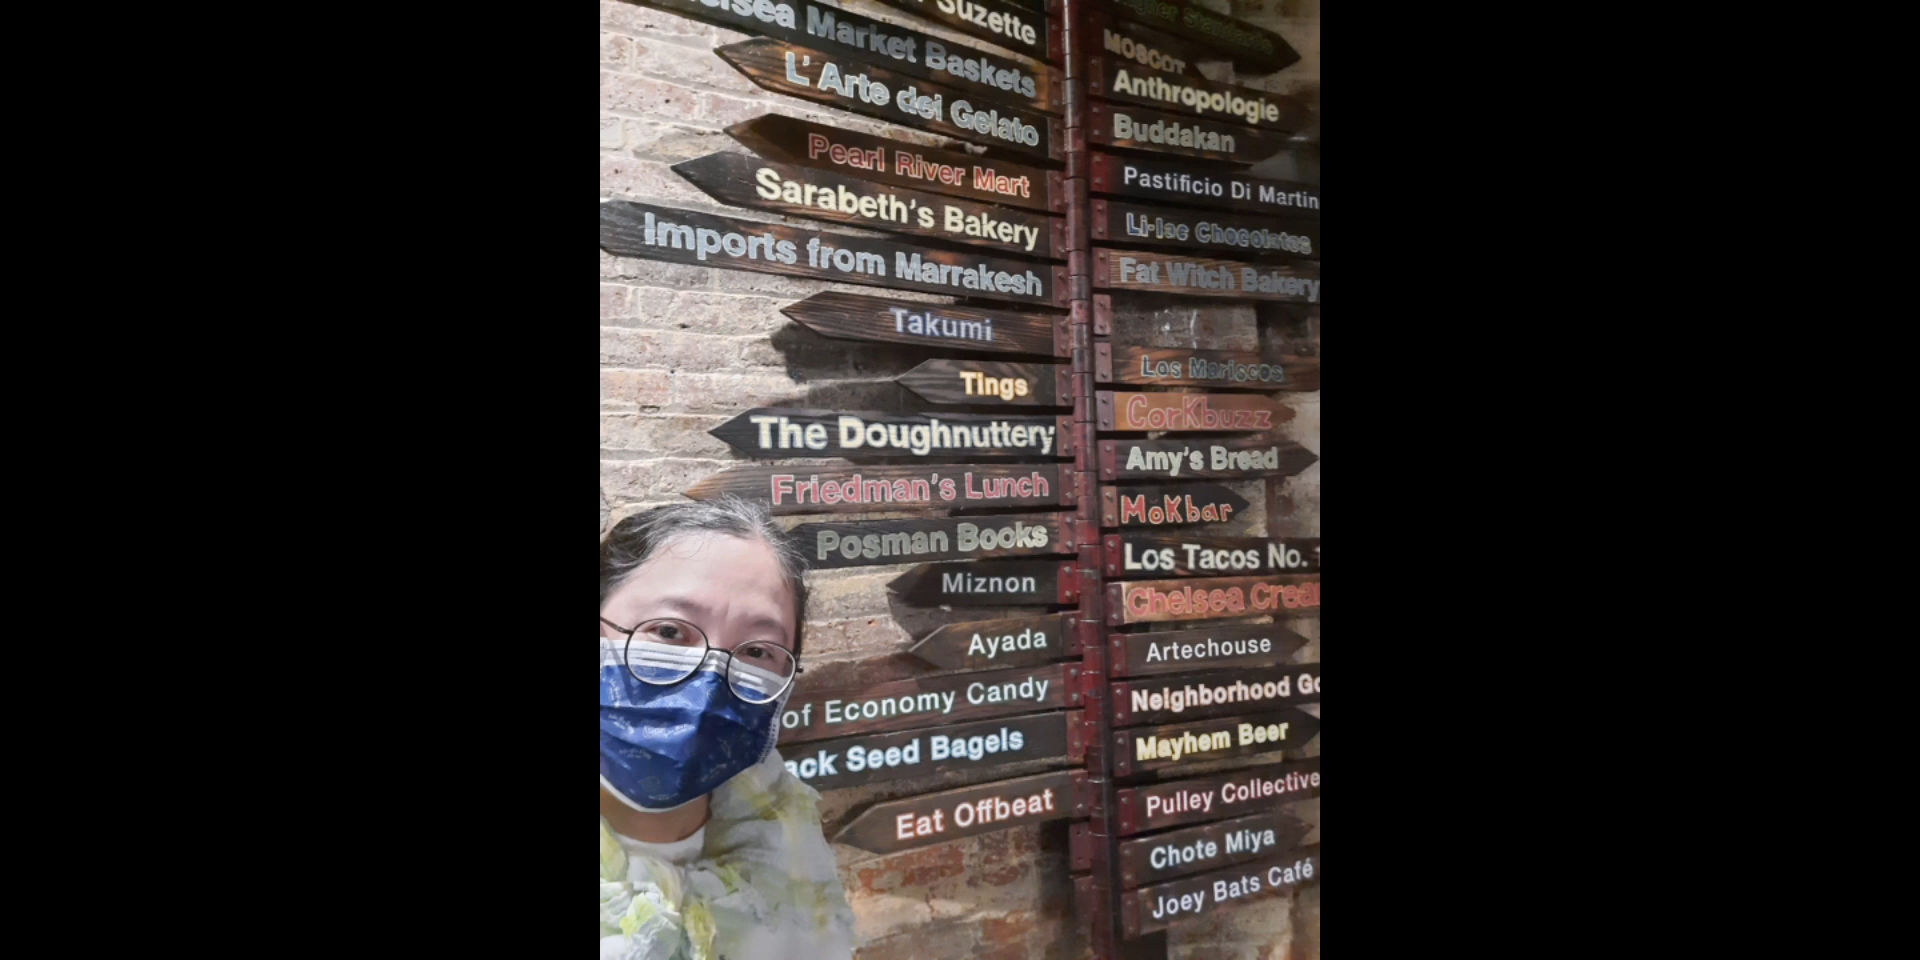 Suzette
Chelsea Market Baskets
L' Arte del Gelato
Pearl River Mart
Sarabeth's Bakery
Imports from Marrakesh
Takumi
Tings
The Doughnuttery
Friedman's Lunch
Posman Books
Miznon
Ayada
of Economy Candy
ack Seed Bagels
Eat Offbeat
MOSCOT
Anthropologie
Buddakan
Pastificio Di Martin
Li-lac Chocolates
Fat Witch Bakery
Los Mariscos
CorKbuzz
Amy's Bread
MoKbar
Los Tacos No.
Chelsea Crea
Artechouse
Neighborhood Go
Mayhem Beer
Pulley Collective
Chote Miya
Joey Bats Café